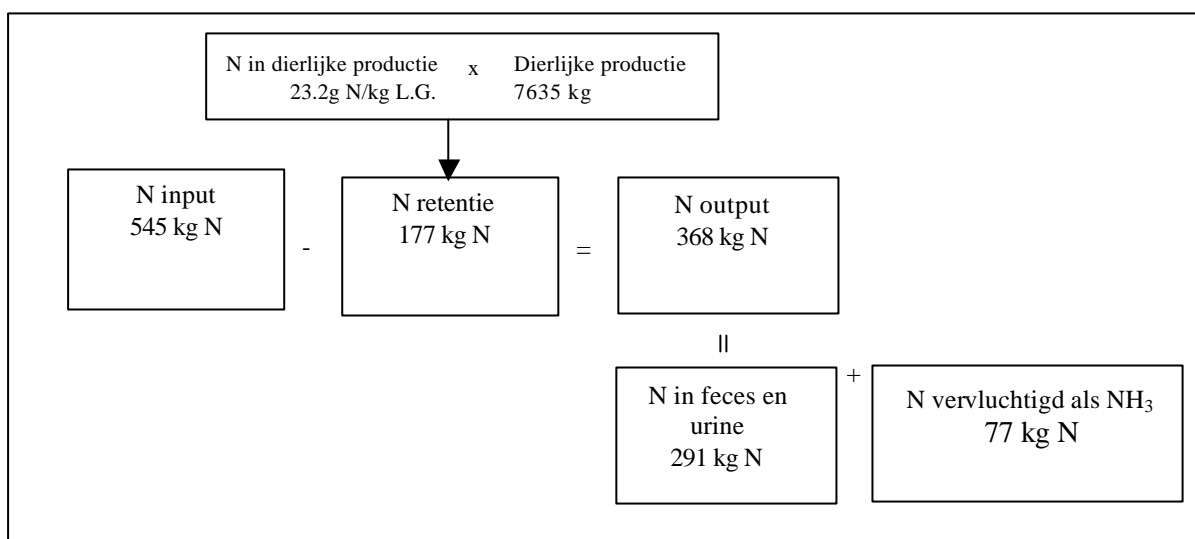 N in dierlijke productie x Dierlijke productie
23.2g N/kg L.G. 7635 kg
N input
545 kg N
-
N retentie
177 kg N
=
N output
368 kg N
=
N in feces en
urine
291 kg N
+
N vervluchtigd als NH₃
77 kg N